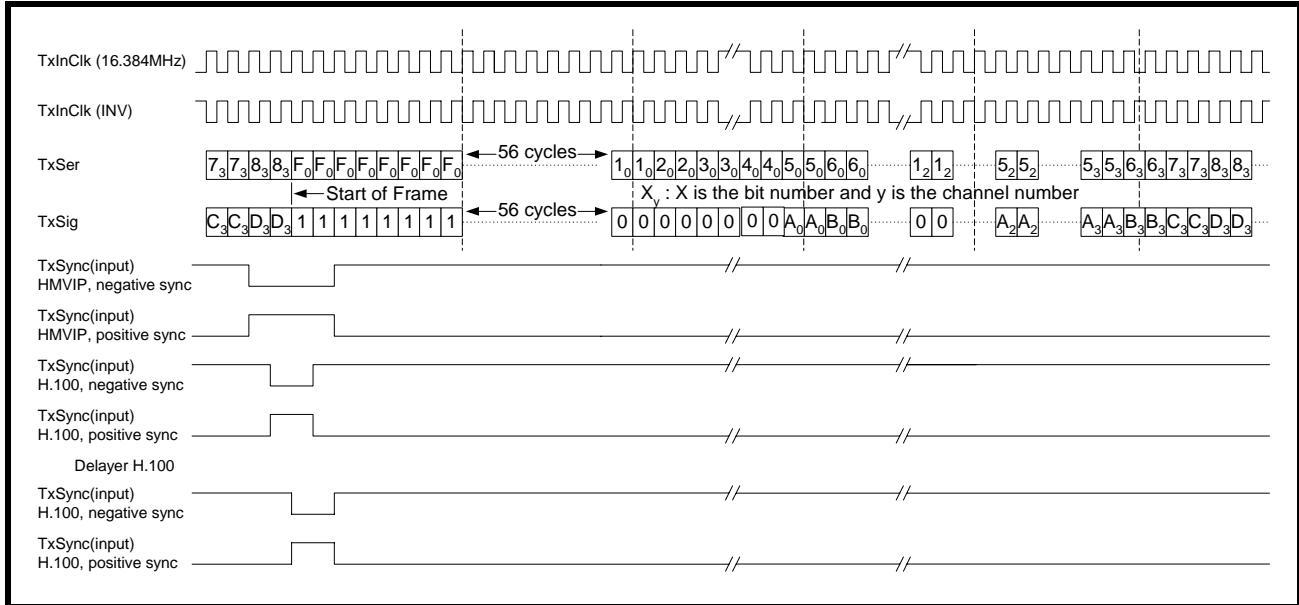 TxInClk (16.384MHz)
TxInClk (INV)
TxSer 7₃ 7₃ 8₃ 8₃ F₀ F₀ F₀ F₀ F₀ F₀ F₀ F₀ 56 cycles 1₀ 1₀ 2₀ 2₀ 3₀ 3₀ 4₀ 4₀ 5₀ 5₀ 6₀ 6₀ 1₂ 1₂ 5₂ 5₂ 5₃ 5₃ 6₃ 6₃ 7₃ 7₃ 8₃ 8₃
Start of Frame Xy : X is the bit number and y is the channel number
TxSig C₃ C₃ D₃ D₃ 1 1 1 1 1 1 1 1 56 cycles 0 0 0 0 0 0 0 0 A₀ A₀ B₀ B₀ 0 0 A₂ A₂ A₃ A₃ B₃ B₃ C₃ C₃ D₃ D₃
TxSync(input)
HMVIP, negative sync
TxSync(input)
HMVIP, positive sync
TxSync(input)
H.100, negative sync
TxSync(input)
H.100, positive sync
Delayer H.100
TxSync(input)
H.100, negative sync
TxSync(input)
H.100, positive sync